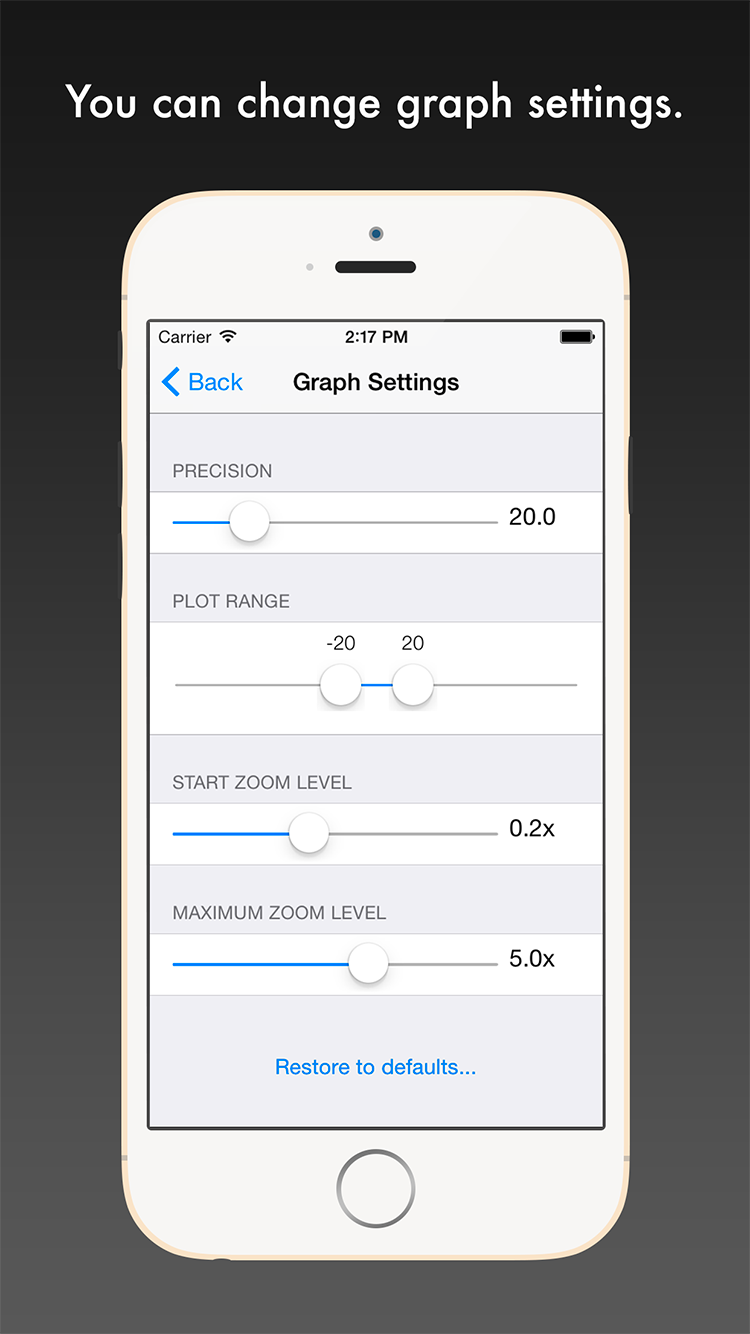 You can change graph settings.
Carrier 2:17 PM
Back Graph Settings
PRECISION
20.0
PLOT RANGE
-20 20
START ZOOM LEVEL
0.2x
MAXIMUM ZOOM LEVEL
5.0x
Restore to defaults...